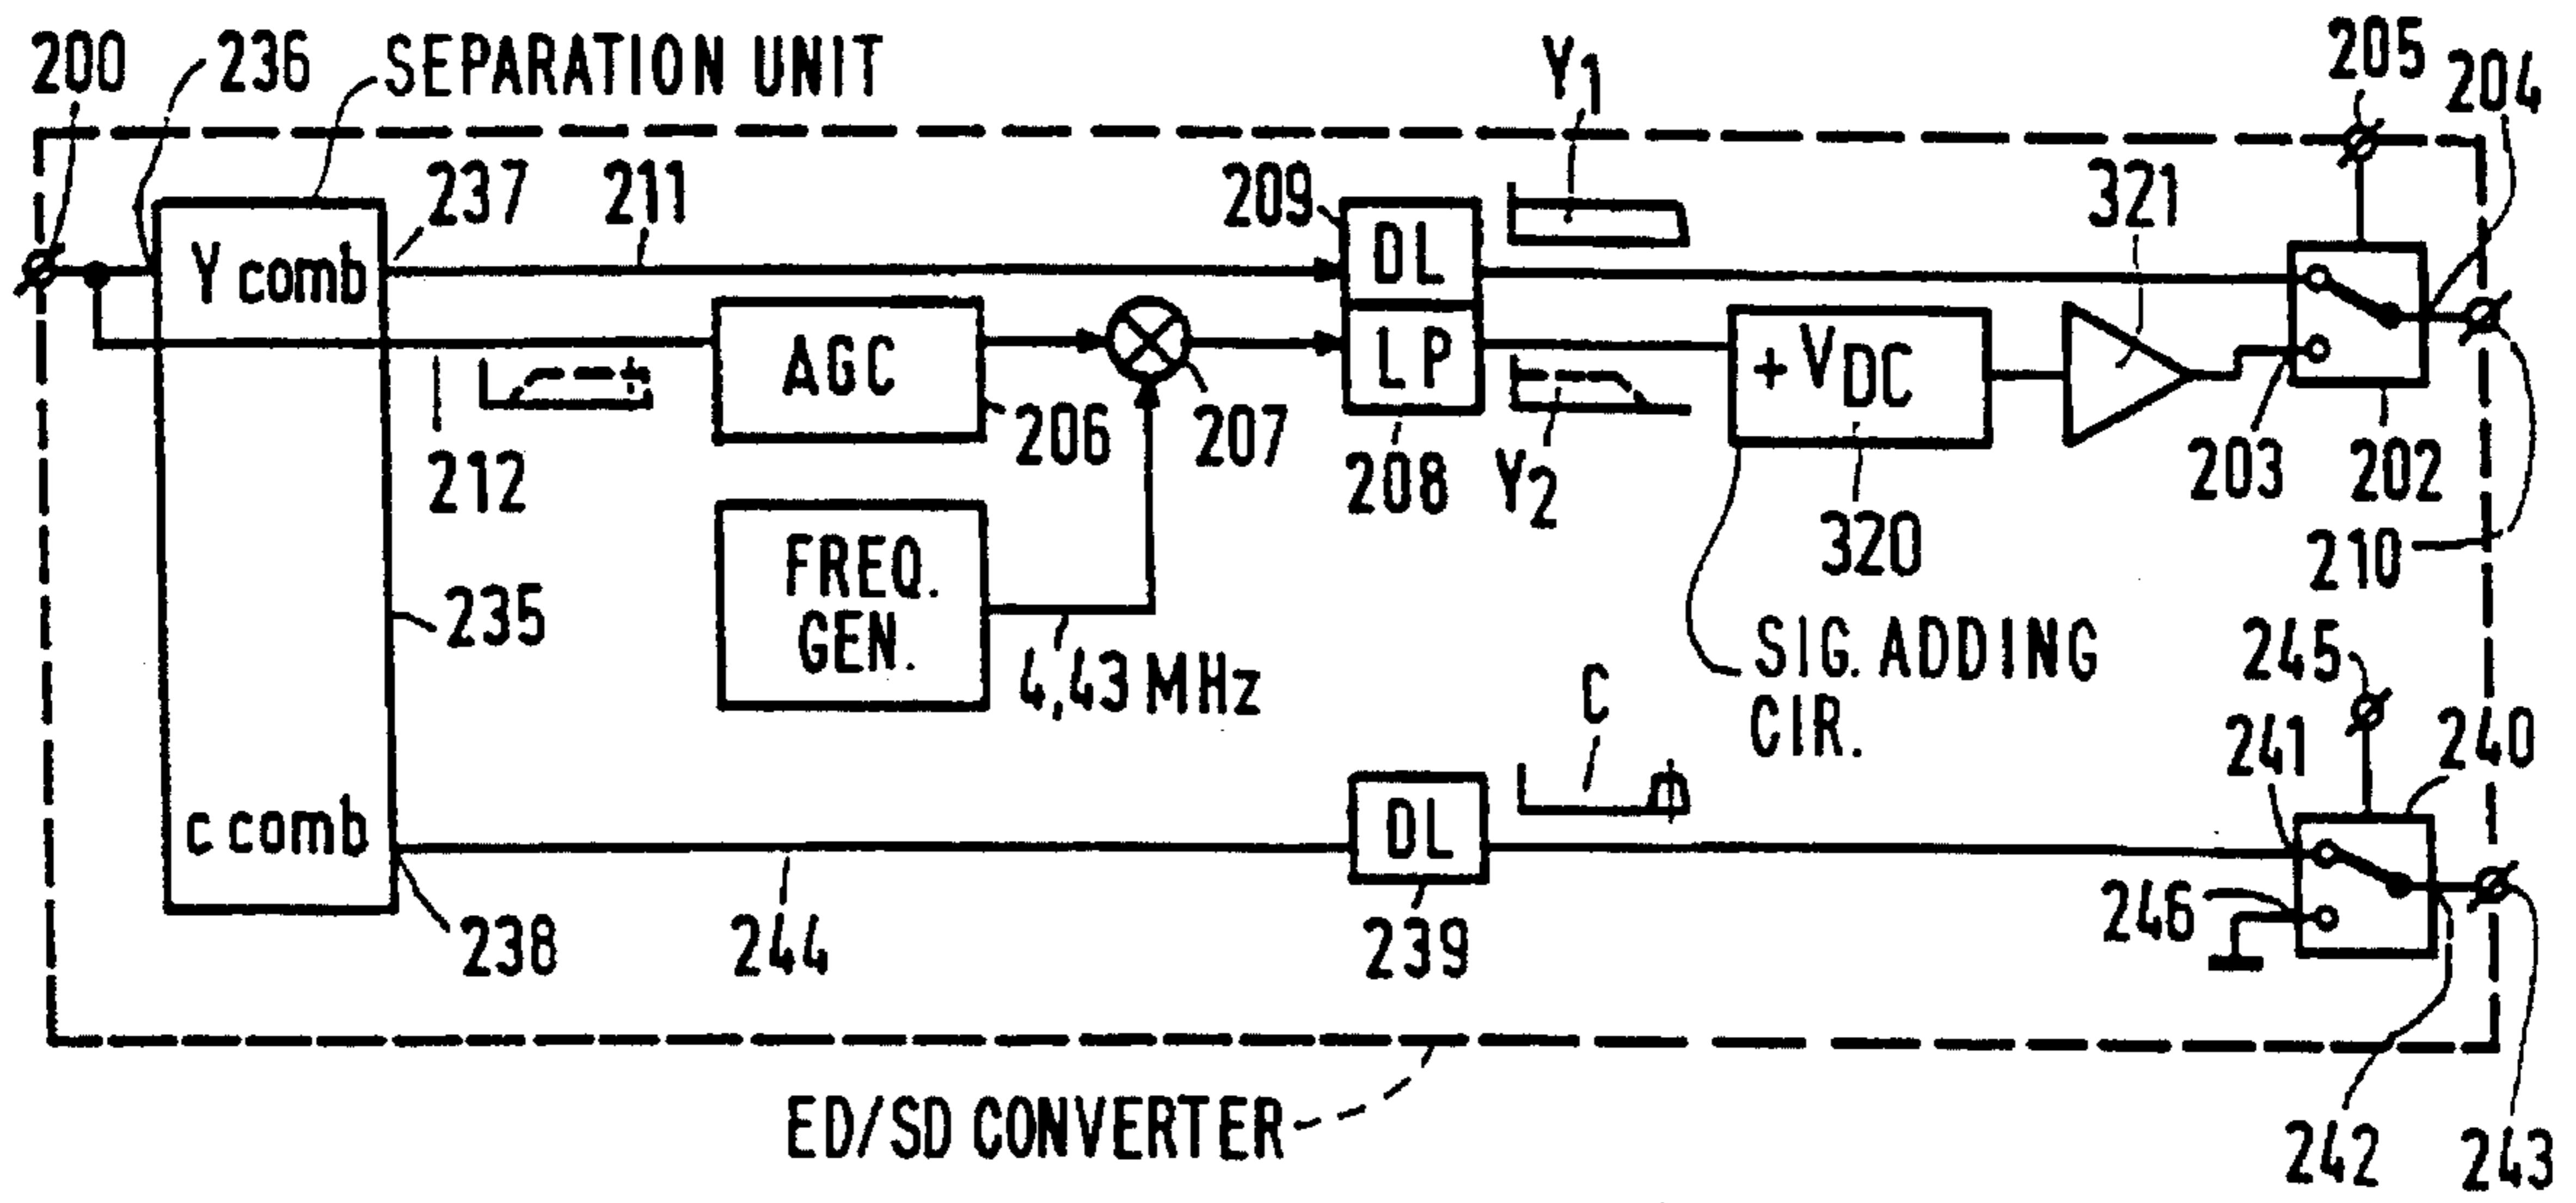 200
236
SEPARATION UNIT
Y1
205
204
237
211
209
DL
321
Y comb
AGC
LP
+VDC
206
207
212
208
Y2
203
202
320
210
FREQ.
GEN.
4,43 MHz
235
SIG. ADDING
CIR.
C
245
241
240
c comb
DL
246
238
244
239
ED/SD CONVERTER
242
243